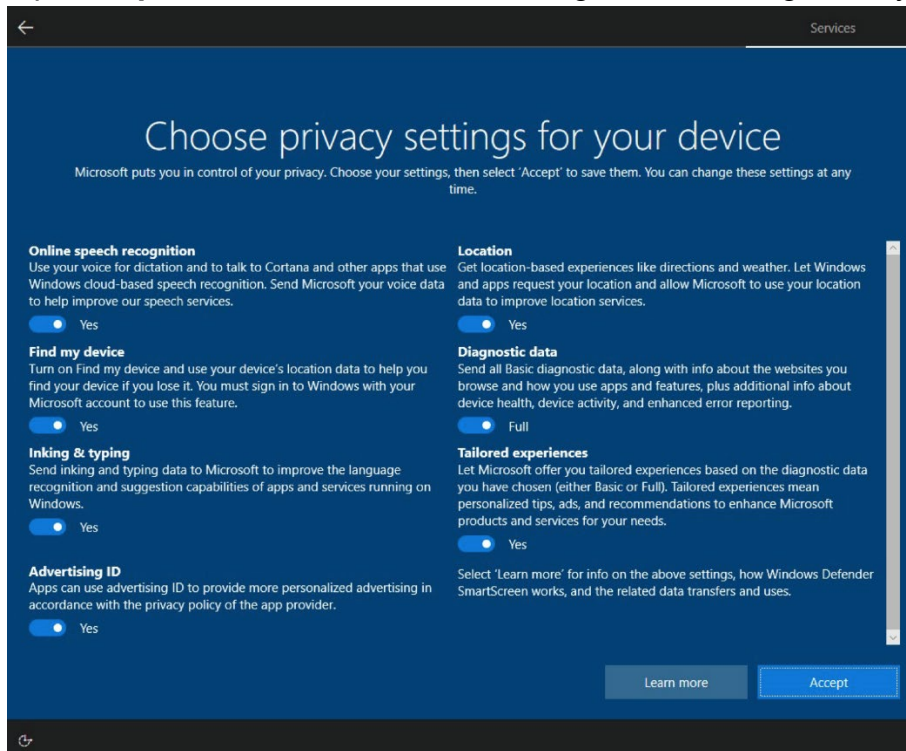 Services
Choose privacy settings for your device
Microsoft puts you in control of your privacy. Choose your settings, then select 'Accept' to save them. You can change these settings at any
time.
Online speech recognition
Use your voice for dictation and to talk to Cortana and other apps that use
Windows cloud-based speech recognition. Send Microsoft your voice data
to help improve our speech services.
Yes
Find my device
Turn on Find my device and use your device's location data to help you
find your device if you lose it. You must sign in to Windows with your
Microsoft account to use this feature.
Yes
Inking & typing
Send inking and typing data to Microsoft to improve the language
recognition and suggestion capabilities of apps and services running on
Windows.
Yes
Advertising ID
Apps can use advertising ID to provide more personalized advertising in
accordance with the privacy policy of the app provider.
Yes
Location
Get location-based experiences like directions and weather. Let Windows
and apps request your location and allow Microsoft to use your location
data to improve location services.
Yes
Diagnostic data
Send all Basic diagnostic data, along with info about the websites you
browse and how you use apps and features, plus additional info about
device health, device activity, and enhanced error reporting.
Full
Tailored experiences
Let Microsoft offer you tailored experiences based on the diagnostic data
you have chosen (either Basic or Full). Tailored experiences mean
personalized tips, ads, and recommendations to enhance Microsoft
products and services for your needs.
Yes
Select 'Learn more' for info on the above settings, how Windows Defender
SmartScreen works, and the related data transfers and uses.
Learn more
Accept